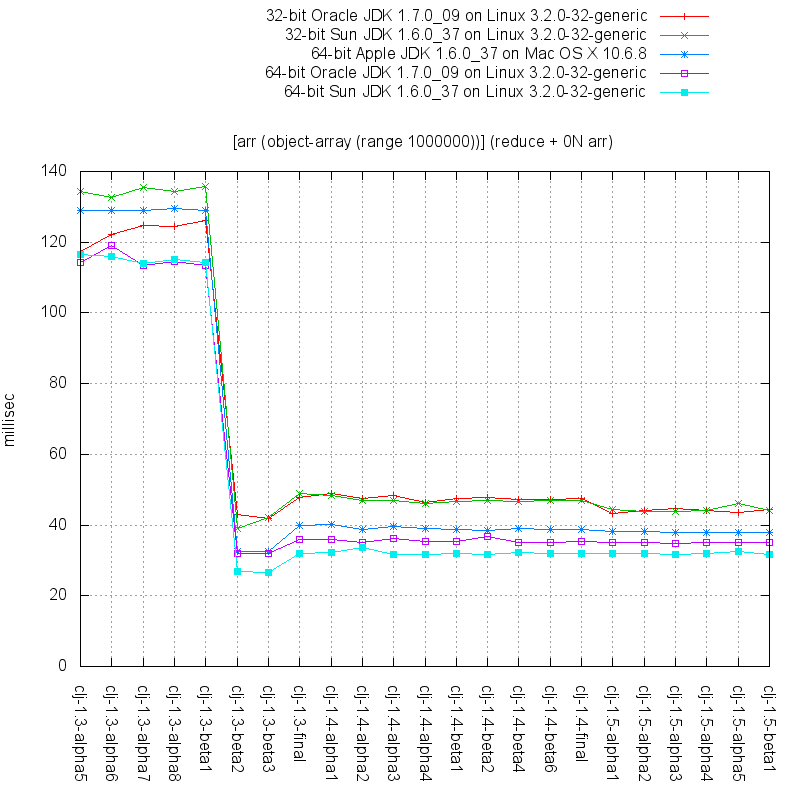 32-bit Oracle JDK 1.7.0_09 on Linux 3.2.0-32-generic
32-bit Sun JDK 1.6.0_37 on Linux 3.2.0-32-generic
64-bit Apple JDK 1.6.0_37 on Mac OS X 10.6.8
64-bit Oracle JDK 1.7.0_09 on Linux 3.2.0-32-generic
64-bit Sun JDK 1.6.0_37 on Linux 3.2.0-32-generic
[arr (object-array (range 1000000))] (reduce + 0N arr)
140
120
100
80
60
40
20
0
millisec
clj-1.3-alpha5
clj-1.3-alpha6
clj-1.3-alpha7
clj-1.3-alpha8
clj-1.3-beta1
clj-1.3-beta2
clj-1.3-beta3
clj-1.3-final
clj-1.4-alpha1
clj-1.4-alpha2
clj-1.4-alpha3
clj-1.4-alpha4
clj-1.4-beta1
clj-1.4-beta2
clj-1.4-beta4
clj-1.4-beta6
clj-1.4-final
clj-1.5-alpha1
clj-1.5-alpha2
clj-1.5-alpha3
clj-1.5-alpha4
clj-1.5-alpha5
clj-1.5-beta1